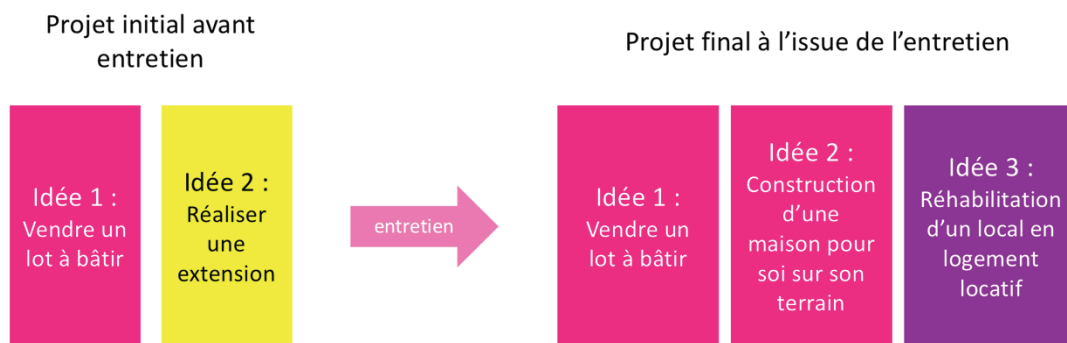 Projet initial avant
entretien
Idée 1 :
Vendre un
lot à bâtir
Idée 2 :
Réaliser
une
extension
entretien
Projet final à l’issue de l’entretien
Idée 1 :
Vendre un
lot à bâtir
Idée 2 :
Construction
d’une
maison pour
soi sur son
terrain
Idée 3 :
Réhabilitation
d’un local en
logement
locatif